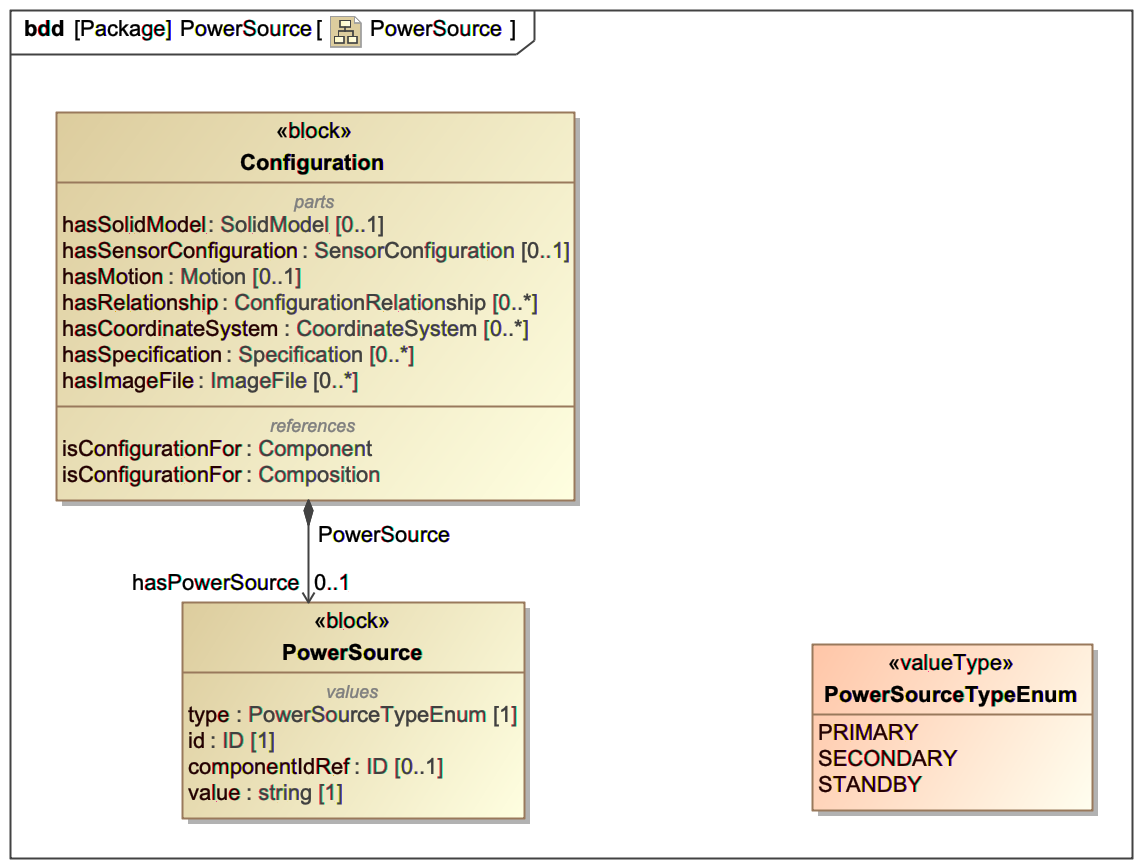 bdd [Package] PowerSource [ PowerSource ]
«block»
Configuration
parts
hasSolidModel : SolidModel [0..1]
hasSensorConfiguration : SensorConfiguration [0..1]
hasMotion : Motion [0..1]
hasRelationship : ConfigurationRelationship [0..*]
hasCoordinateSystem : CoordinateSystem [0..*]
hasSpecification : Specification [0..*]
hasImageFile : ImageFile [0..*]
references
isConfigurationFor : Component
isConfigurationFor : Composition
PowerSource
hasPowerSource 0..1
«block»
PowerSource
values
type : PowerSourceTypeEnum [1]
id : ID [1]
componentIdRef : ID [0..1]
value : string [1]
«valueType»
PowerSourceTypeEnum
PRIMARY
SECONDARY
STANDBY